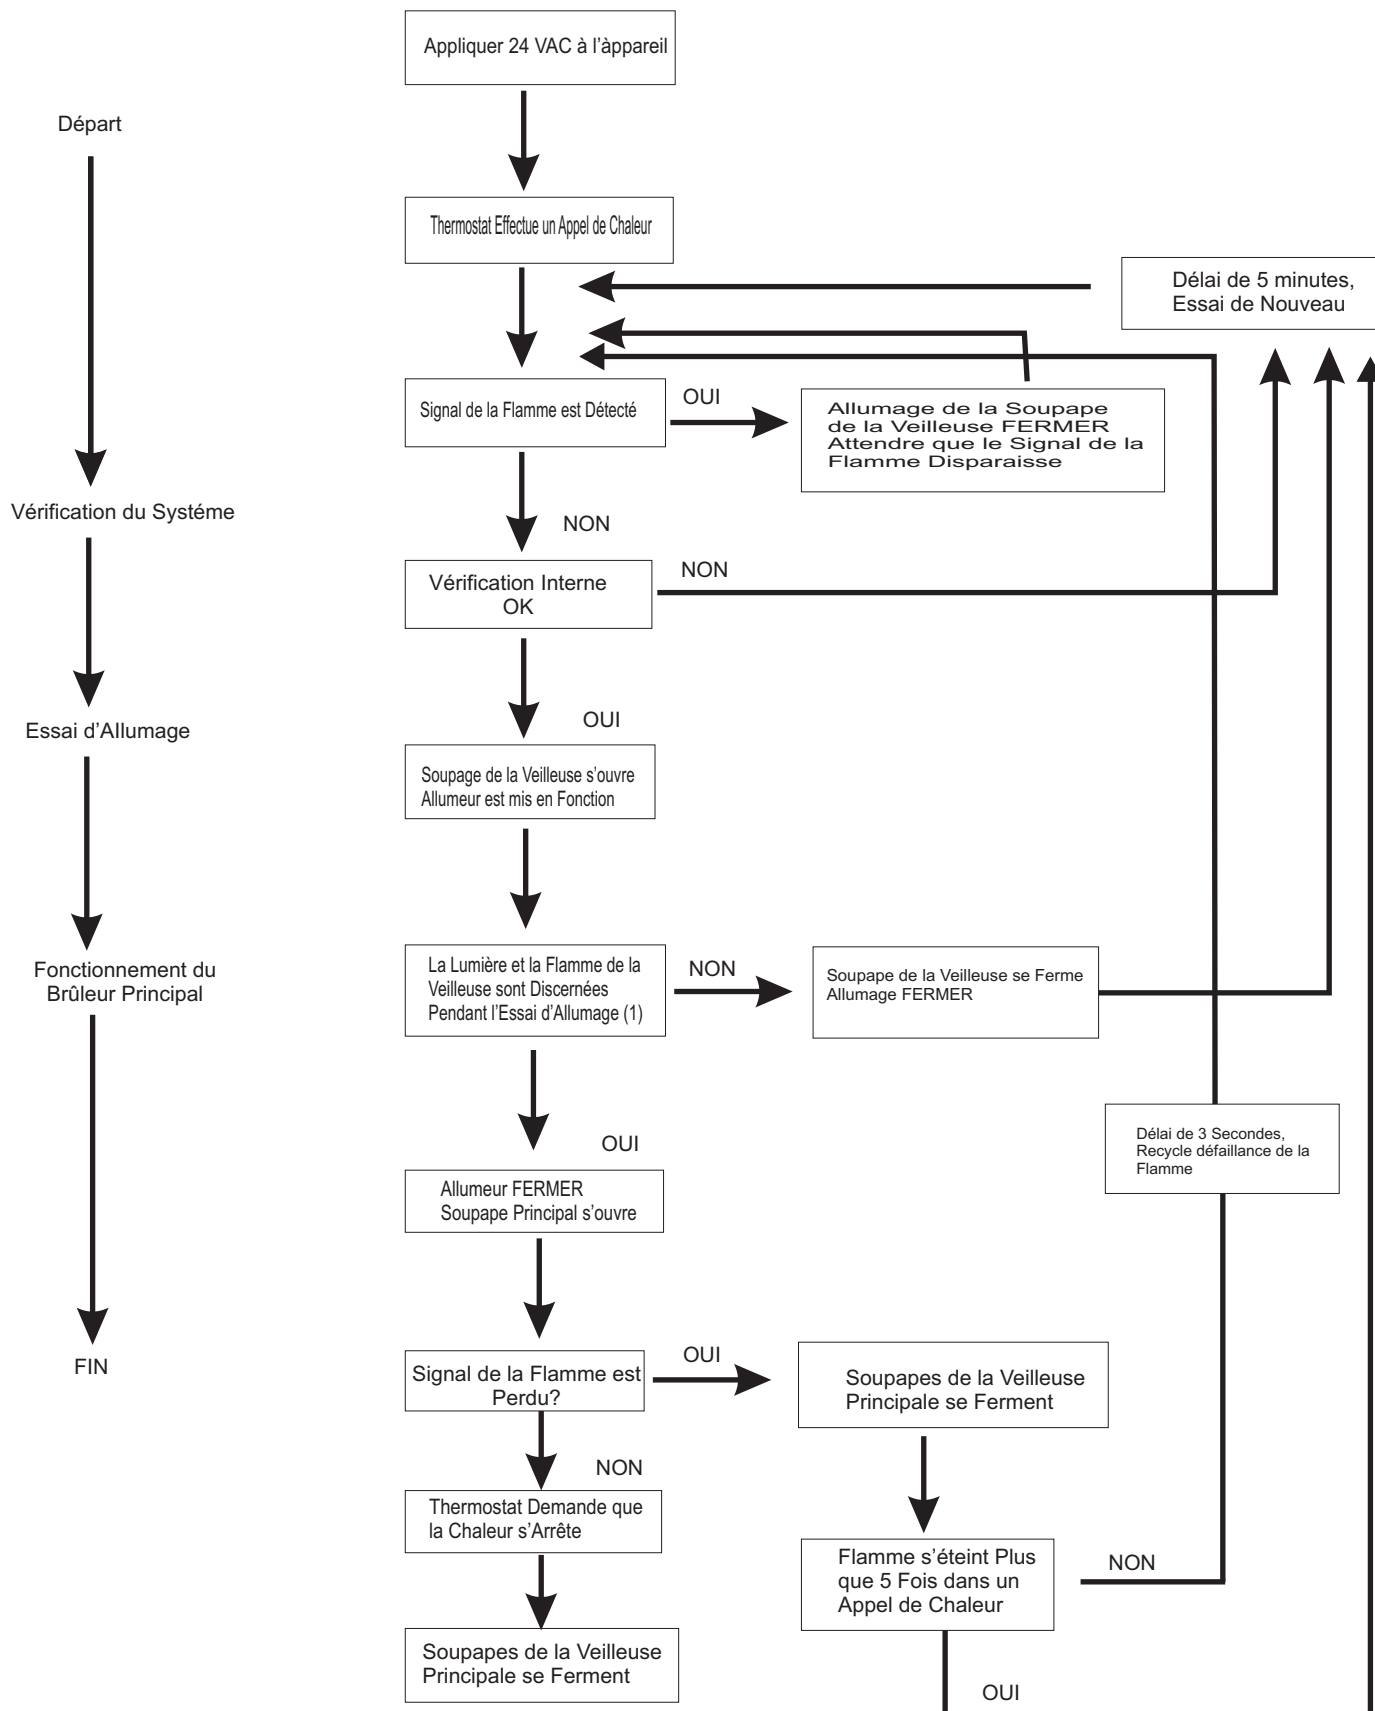 Appliquer 24 VAC à l’àppareil
Départ
Thermostat Effectue un Appel de Chaleur
Délai de 5 minutes,
Essai de Nouveau
Signal de la Flamme est Détecté
OUI
Allumage de la Soupape
de la Veilleuse FERMER
Attendre que le Signal de la
Flamme Disparaisse
Vérification du Systéme
NON
Vérification Interne
OK
NON
OUI
Essai d’Allumage
Soupage de la Veilleuse s’ouvre
Allumeur est mis en Fonction
Fonctionnement du
Brûleur Principal
La Lumière et la Flamme de la
Veilleuse sont Discernées
Pendant l’Essai d’Allumage (1)
NON
Soupape de la Veilleuse se Ferme
Allumage FERMER
OUI
Délai de 3 Secondes,
Recycle défaillance de la
Flamme
Allumeur FERMER
Soupape Principal s’ouvre
FIN
Signal de la Flamme est
Perdu?
OUI
Soupapes de la Veilleuse
Principale se Ferment
NON
Thermostat Demande que
la Chaleur s’Arrête
Flamme s’éteint Plus
que 5 Fois dans un
Appel de Chaleur
NON
Soupapes de la Veilleuse
Principale se Ferment
OUI